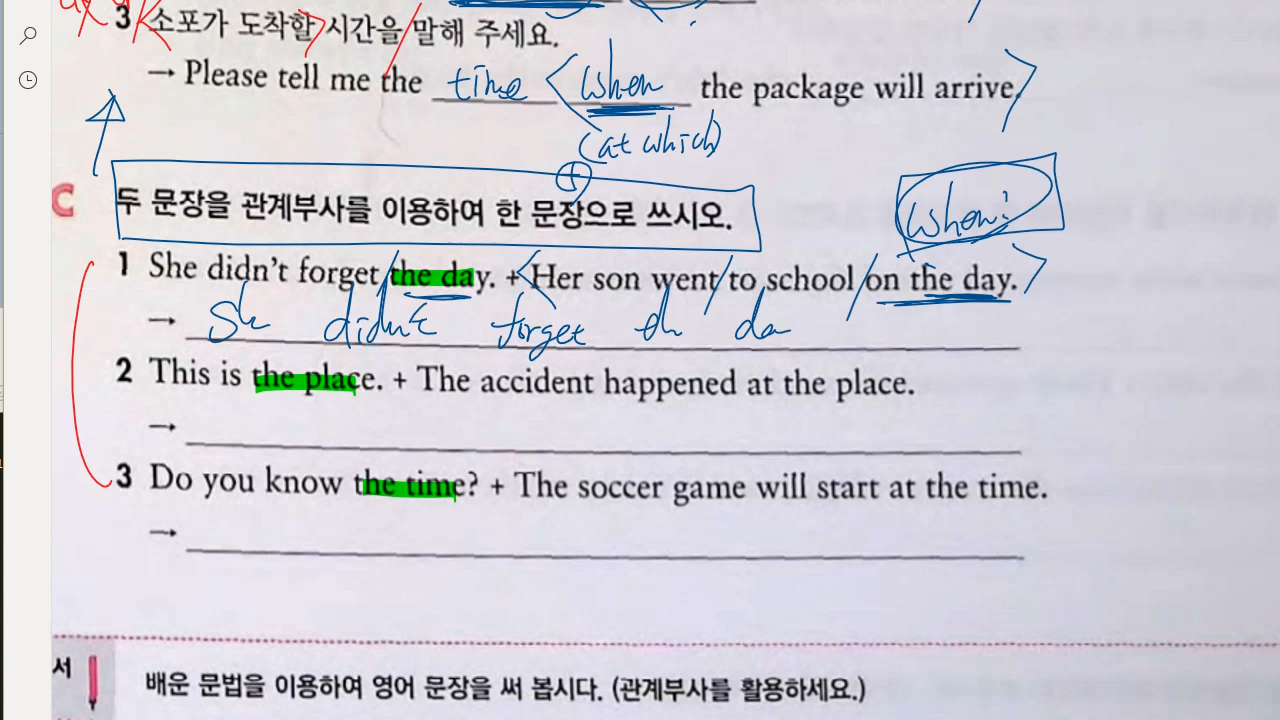 3 소포가 도착할 시간을 말해 주세요.
→ Please tell me the time when the package will arrive.
(at which)
C 두 문장을 관계부사를 이용하여 한 문장으로 쓰시오.
when
1 She didn't forget the day. + Her son went to school on the day.
→ She didn't forget th da
2 This is the place. + The accident happened at the place.
→
3 Do you know the time? + The soccer game will start at the time.
→
서
배운 문법을 이용하여 영어 문장을 써 봅시다. (관계부사를 활용하세요.)